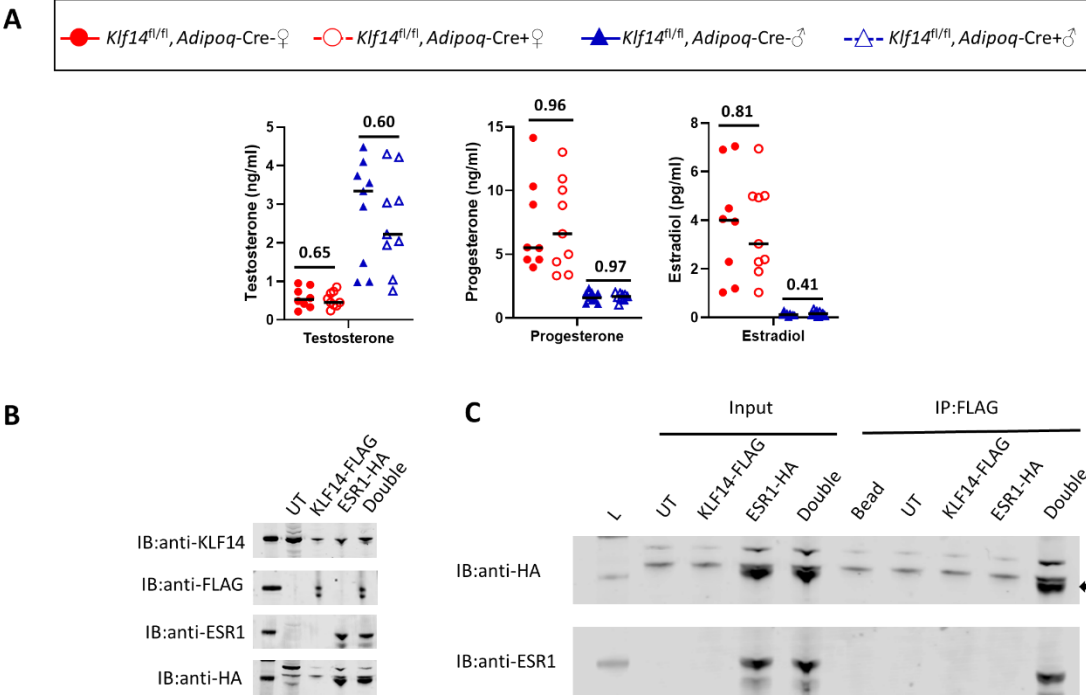 A
Klf14fl/fl, Adipoq-Cre-♀ Klf14fl/fl, Adipoq-Cre+♀ Klf14fl/fl, Adipoq-Cre-♂ Klf14fl/fl, Adipoq-Cre+♂
Testosterone (ng/ml)
5
4
3
2
1
0
0.65
0.60
Testosterone
Progesterone (ng/ml)
15
10
5
0
0.96
0.97
Progesterone
Estradiol (pg/ml)
8
6
4
2
0
0.81
0.41
Estradiol
B
UT
KLF14-FLAG
ESR1-HA
Double
IB:anti-KLF14
IB:anti-FLAG
IB:anti-ESR1
IB:anti-HA
C
Input
IP:FLAG
L
UT
KLF14-FLAG
ESR1-HA
Double
Bead
UT
KLF14-FLAG
ESR1-HA
Double
IB:anti-HA
IB:anti-ESR1